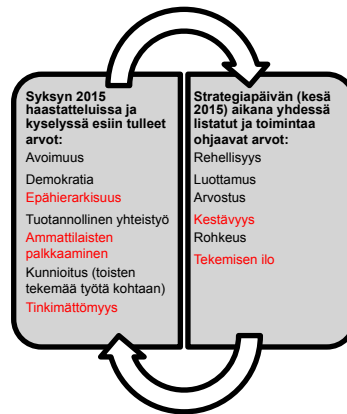 Syksyn 2015
haastatteluissa ja
kyselyssä esiin tulleet
arvot:
Avoimuus
Demokratia
Epähierarkisuus
Tuotannollinen yhteistyö
Ammattilaisten
palkkaaminen
Kunnioitus (toisten
tekemää työtä kohtaan)
Tinkimättömyys
Strategiapäivän (kesä
2015) aikana yhdessä
listatut ja toimintaa
ohjaavat arvot:
Rehellisyys
Luottamus
Arvostus
Kestävyys
Rohkeus
Tekemisen ilo